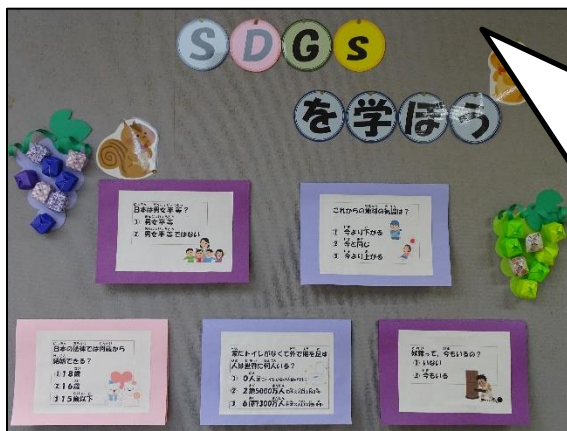 SDGs
を学ぼう
日本は男女平等?
① 男女平等
② 男女平等ではない
これからの地球の気温は?
① 今より下がる
② 今と同じ
③ 今より上がる
日本の法律では何歳から
結婚できる?
① 18歳
② 16歳
③ 15歳以下
家にトイレがなくて外で用を足す
人は世界に何人いる?
① 0人
② 2億5000万人
③ 6億7300万人
奴隷って、今もいるの?
① いない
② 今もいる